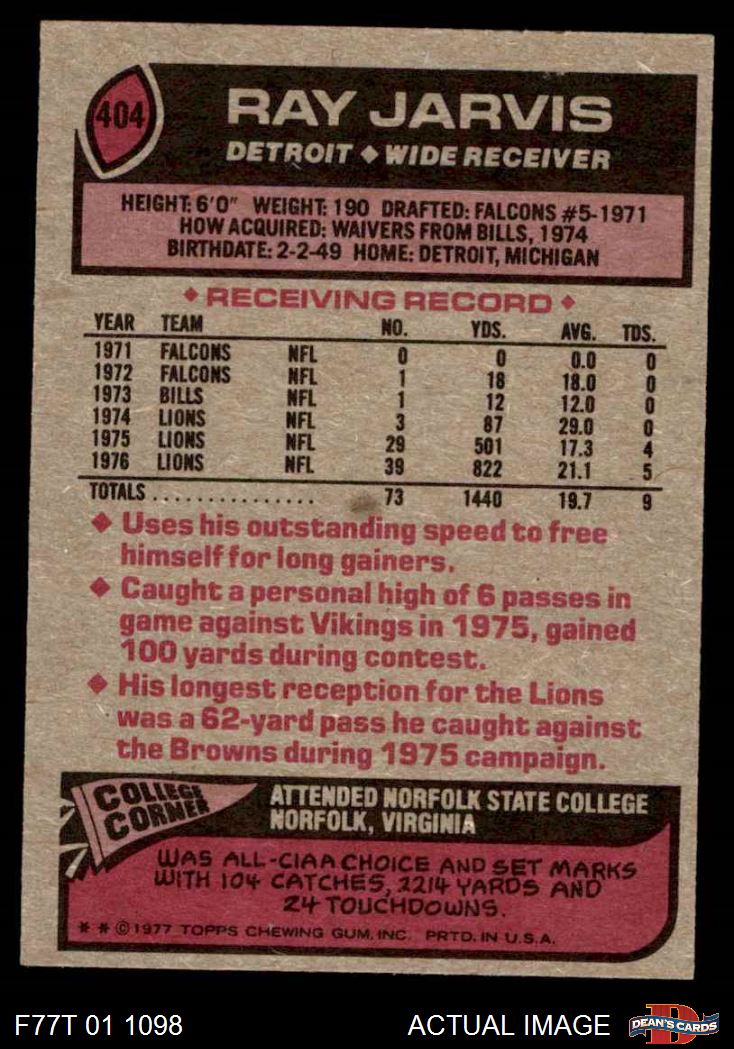 404
RAY JARVIS
DETROIT ◆ WIDE RECEIVER
HEIGHT: 6'0" WEIGHT: 190 DRAFTED: FALCONS #5-1971
HOW ACQUIRED: WAIVERS FROM BILLS, 1974
BIRTHDATE: 2-2-49 HOME: DETROIT, MICHIGAN
◆ RECEIVING RECORD ◆
YEAR TEAM NO. YDS. AVG. TDS.
1971 FALCONS NFL 0 0 0.0 0
1972 FALCONS NFL 1 18 18.0 0
1973 BILLS NFL 1 12 12.0 0
1974 LIONS NFL 3 87 29.0 0
1975 LIONS NFL 29 501 17.3 4
1976 LIONS NFL 39 822 21.1 5
TOTALS ................ 73 1440 19.7 9
◆ Uses his outstanding speed to free
himself for long gainers.
◆ Caught a personal high of 6 passes in
game against Vikings in 1975, gained
100 yards during contest.
◆ His longest reception for the Lions
was a 62-yard pass he caught against
the Browns during 1975 campaign.
COLLEGE
CORNER
ATTENDED NORFOLK STATE COLLEGE
NORFOLK, VIRGINIA
WAS ALL-CIAA CHOICE AND SET MARKS
WITH 104 CATCHES, 2214 YARDS AND
24 TOUCHDOWNS.
* * © 1977 TOPPS CHEWING GUM, INC. PRTD. IN U.S.A.
F77T 01 1098 ACTUAL IMAGE
DEAN'S CARDS